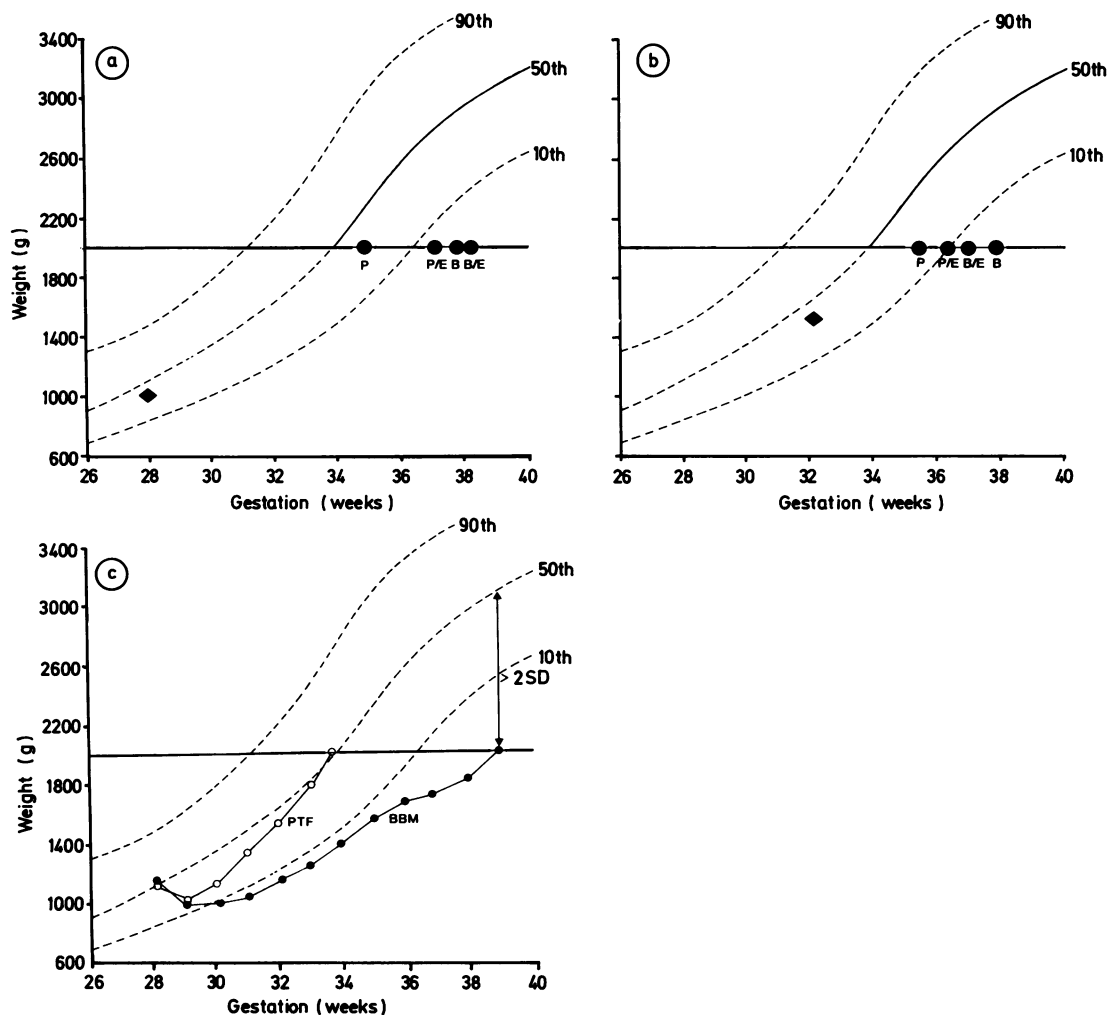 a
90th
50th
10th
3400
3000
2600
2200
1800
1400
1000
600
Weight (g)
P P/E B B/E
26 28 30 32 34 36 38 40
Gestation (weeks)
b
90th
50th
10th
P P/E B/E B
26 28 30 32 34 36 38 40
Gestation (weeks)
c
90th
50th
10th
>2SD
3400
3000
2600
2200
1800
1400
1000
600
Weight (g)
PTF
BBM
26 28 30 32 34 36 38 40
Gestation (weeks)